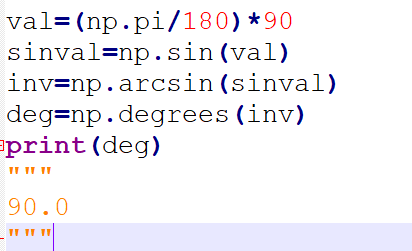 val=(np.pi/180)*90
sinval=np.sin(val)
inv=np.arcsin(sinval)
deg=np.degrees(inv)
print(deg)
"""
90.0
"""